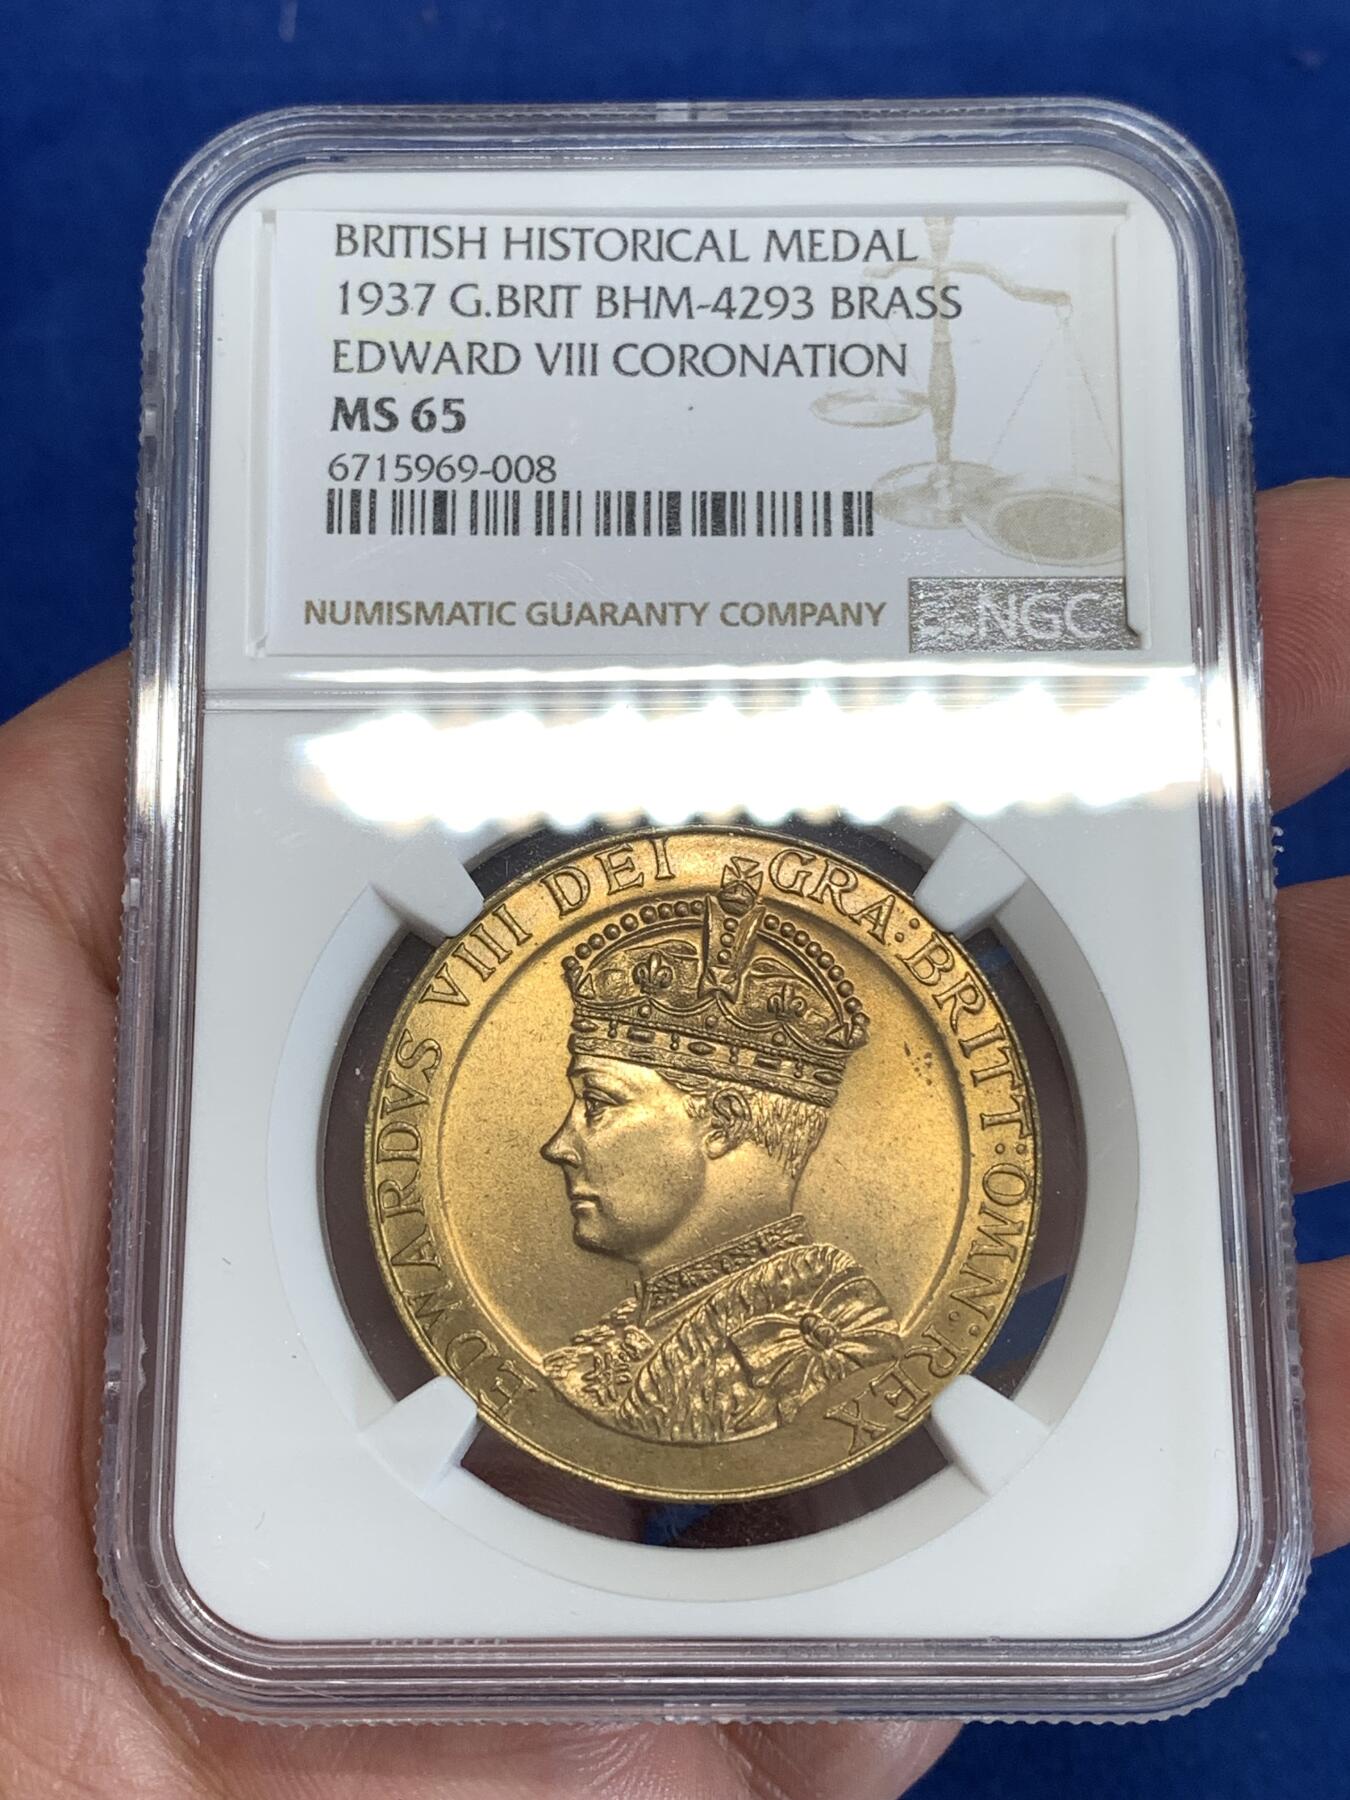 BRITISH HISTORICAL MEDAL
1937 G.BRIT BHM-4293 BRASS
EDWARD VIII CORONATION
MS 65
6715969-008
NUMISMATIC GUARANTY COMPANY
NGC
EDWARDVS VIII DEI GRA: BRITT: OMN: REX